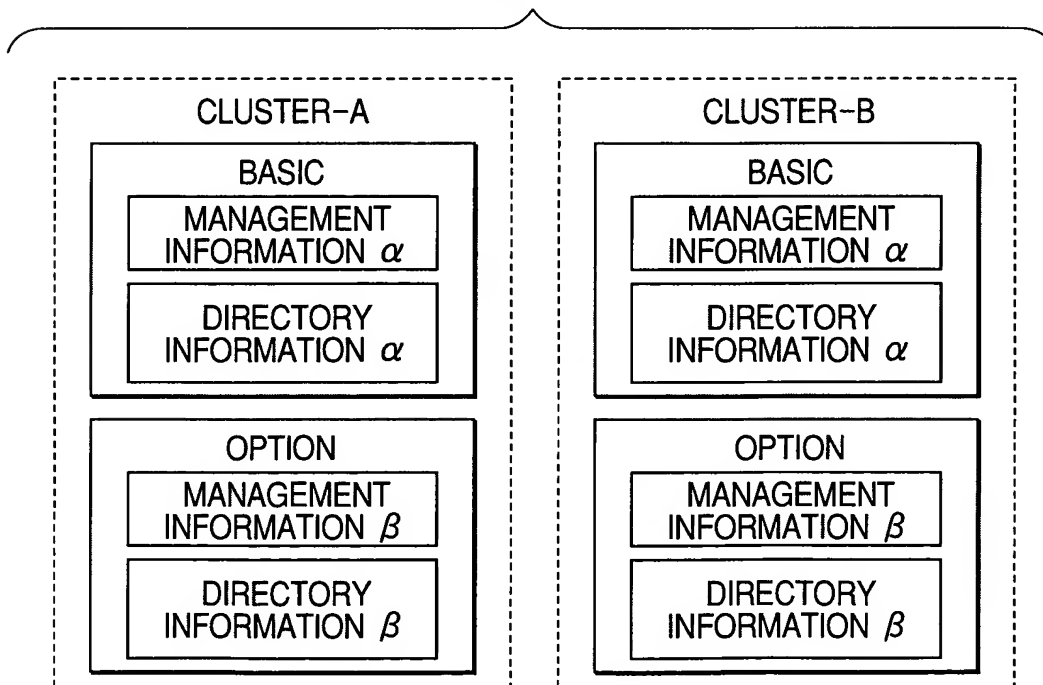 CLUSTER-A
BASIC
MANAGEMENT
INFORMATION α
DIRECTORY
INFORMATION α
OPTION
MANAGEMENT
INFORMATION β
DIRECTORY
INFORMATION β
CLUSTER-B
BASIC
MANAGEMENT
INFORMATION α
DIRECTORY
INFORMATION α
OPTION
MANAGEMENT
INFORMATION β
DIRECTORY
INFORMATION β